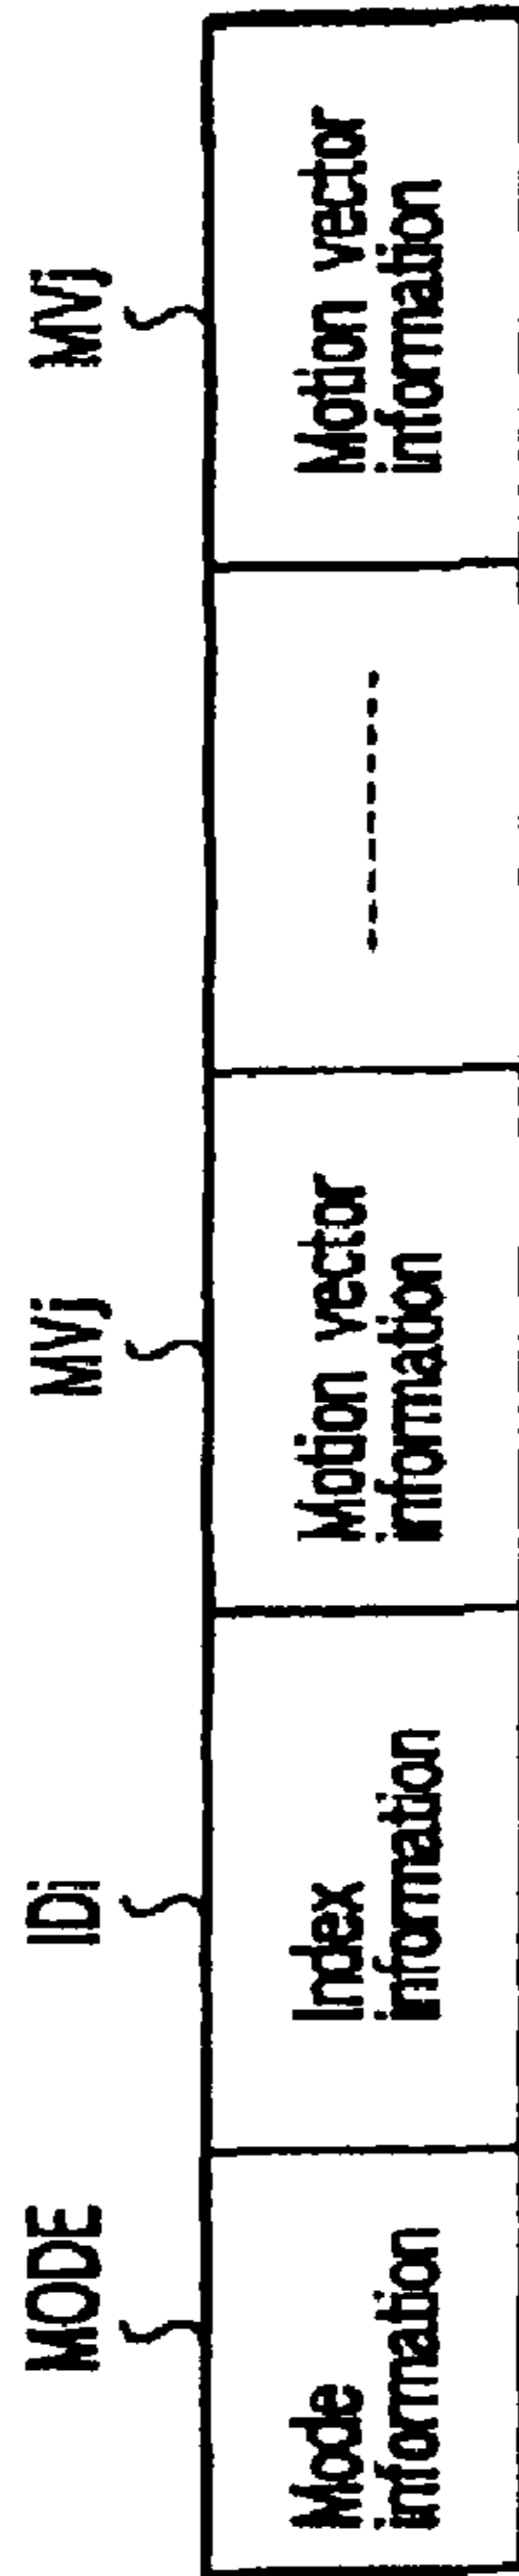 MODE
IDi
MVj
MVj
Mode
information
Index
information
Motion vector
information
Motion vector
information